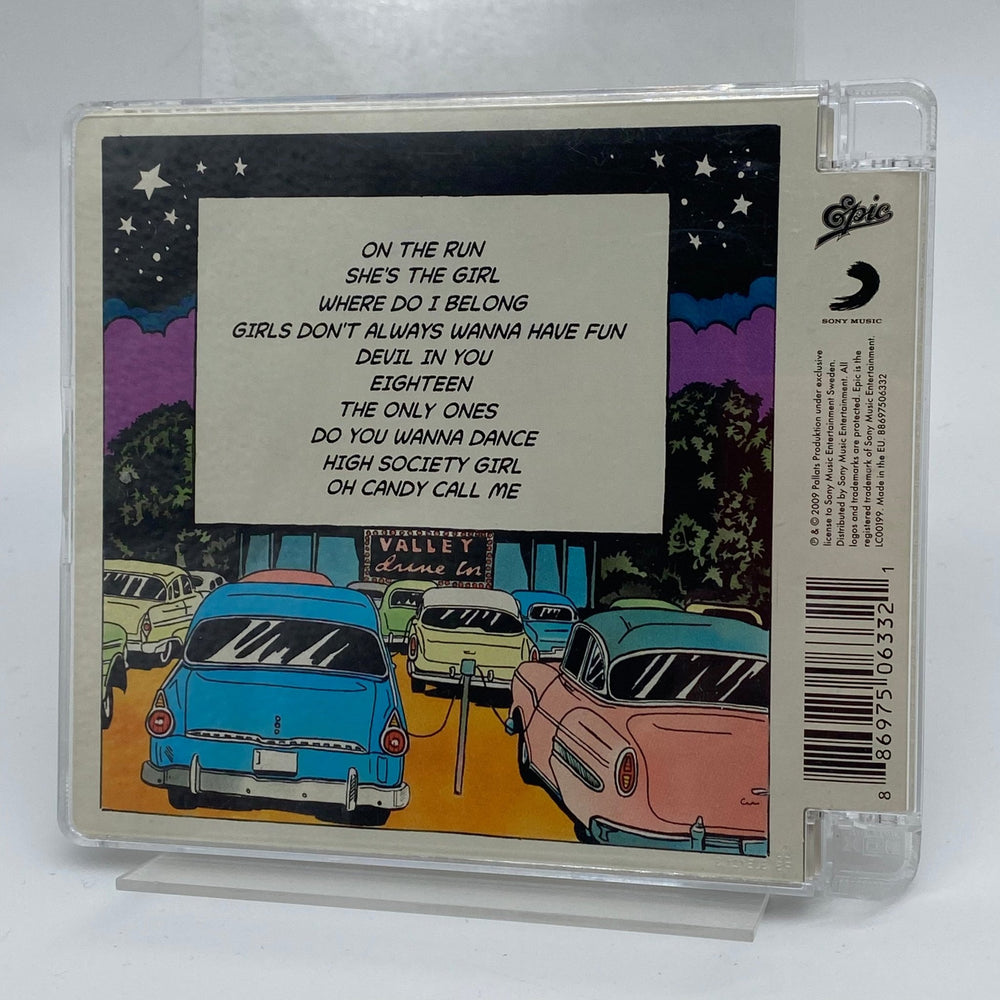 ON THE RUN
SHE'S THE GIRL
WHERE DO I BELONG
GIRLS DON'T ALWAYS WANNA HAVE FUN
DEVIL IN YOU
EIGHTEEN
THE ONLY ONES
DO YOU WANNA DANCE
HIGH SOCIETY GIRL
OH CANDY CALL ME
VALLEY
drive In
Epic
SONY MUSIC
℗ & © 2009 Pallats Produktion under exclusive
license to Sony Music Entertainment Sweden.
Distributed by Sony Music Entertainment. All
logos and trademarks are protected. Epic is the
registered trademark of Sony Music Entertainment.
LC00199. Made in the EU. 88697506332
8 86975 06332 1